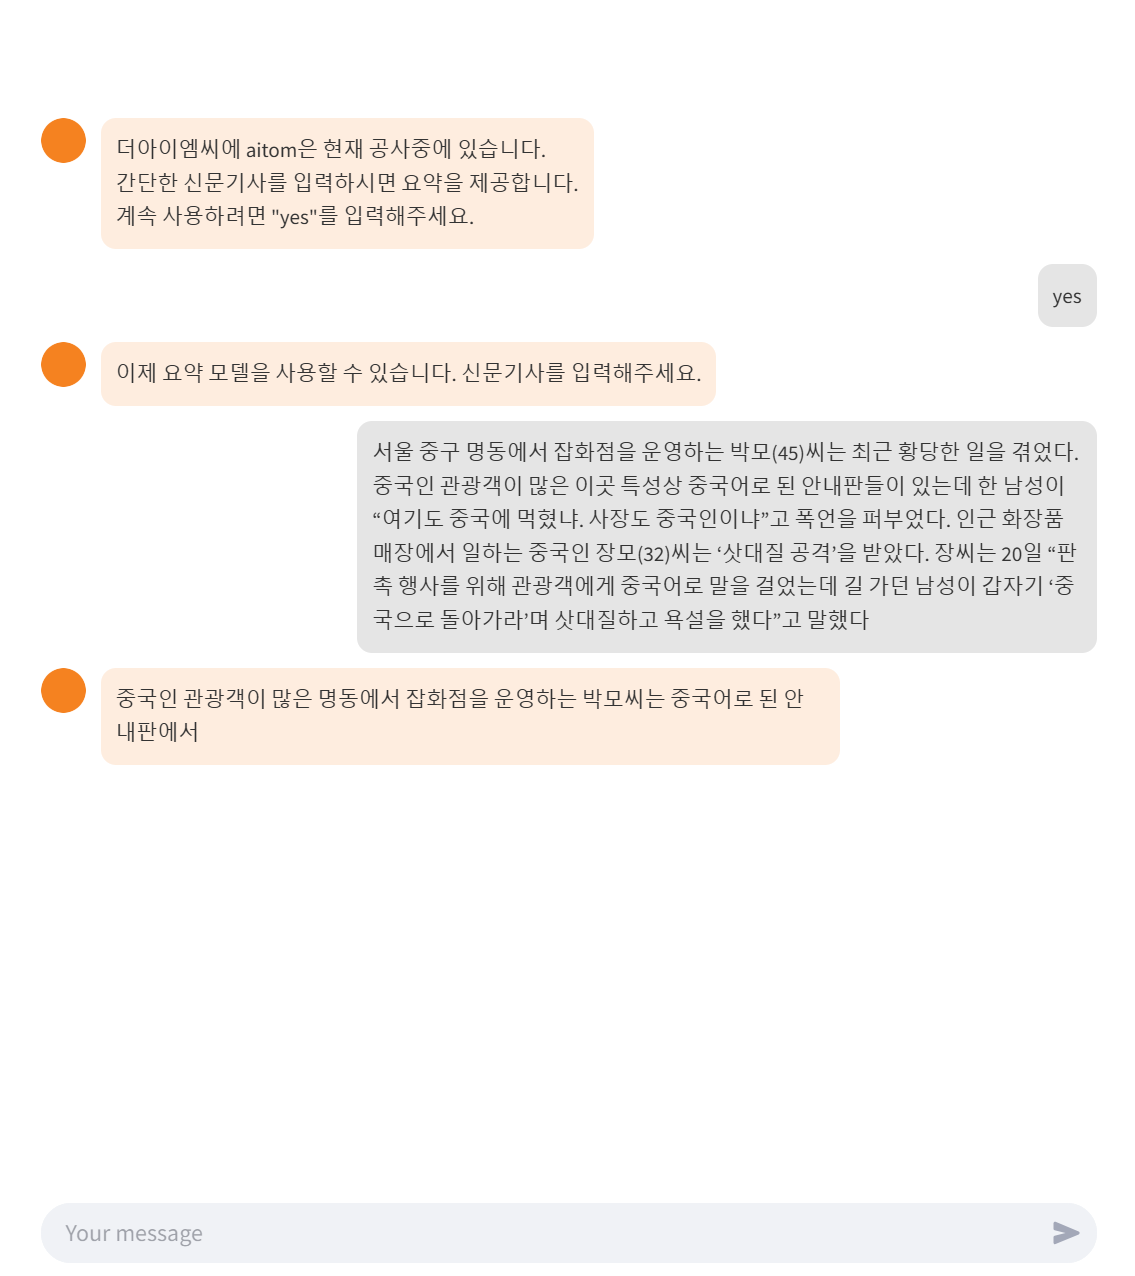 더아이엠씨에 aitom은 현재 공사중에 있습니다.
간단한 신문기사를 입력하시면 요약을 제공합니다.
계속 사용하려면 "yes"를 입력해주세요.
yes
이제 요약 모델을 사용할 수 있습니다. 신문기사를 입력해주세요.
서울 중구 명동에서 잡화점을 운영하는 박모(45)씨는 최근 황당한 일을 겪었다.
중국인 관광객이 많은 이곳 특성상 중국어로 된 안내판들이 있는데 한 남성이
“여기도 중국에 먹혔냐. 사장도 중국인이냐”고 폭언을 퍼부었다. 인근 화장품
매장에서 일하는 중국인 장모(32)씨는 ‘삿대질 공격’을 받았다. 장씨는 20일 “판
촉 행사를 위해 관광객에게 중국어로 말을 걸었는데 길 가던 남성이 갑자기 ‘중
국으로 돌아가라’며 삿대질하고 욕설을 했다”고 말했다
중국인 관광객이 많은 명동에서 잡화점을 운영하는 박모씨는 중국어로 된 안
내판에서
Your message